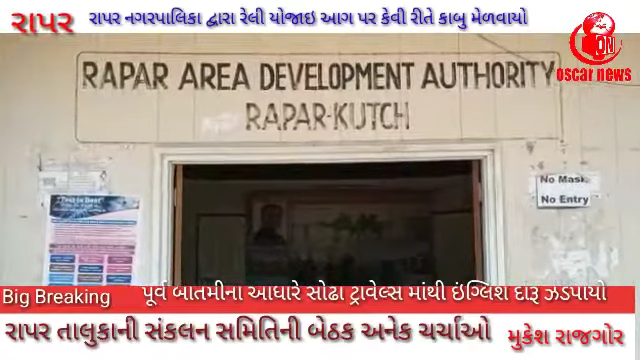 રાપર
રાપર નગરપાલિકા દ્વારા રેલી યોજાઇ આગ પર કેવી રીતે કાબુ મેળવાયો
ON
oscar news
RAPAR AREA DEVELOPMENT AUTHORITY
RAPAR-KUTCH
No Mask
No Entry
Big Breaking
પૂર્વ બાતમીના આધારે સોઢા ટ્રાવેલ્સ માંથી ઇંગ્લિશ દારૂ ઝડપાયો
રાપર તાલુકાની સંકલન સમિતિની બેઠક અનેક ચર્ચાઓ
મુકેશ રાજગોર